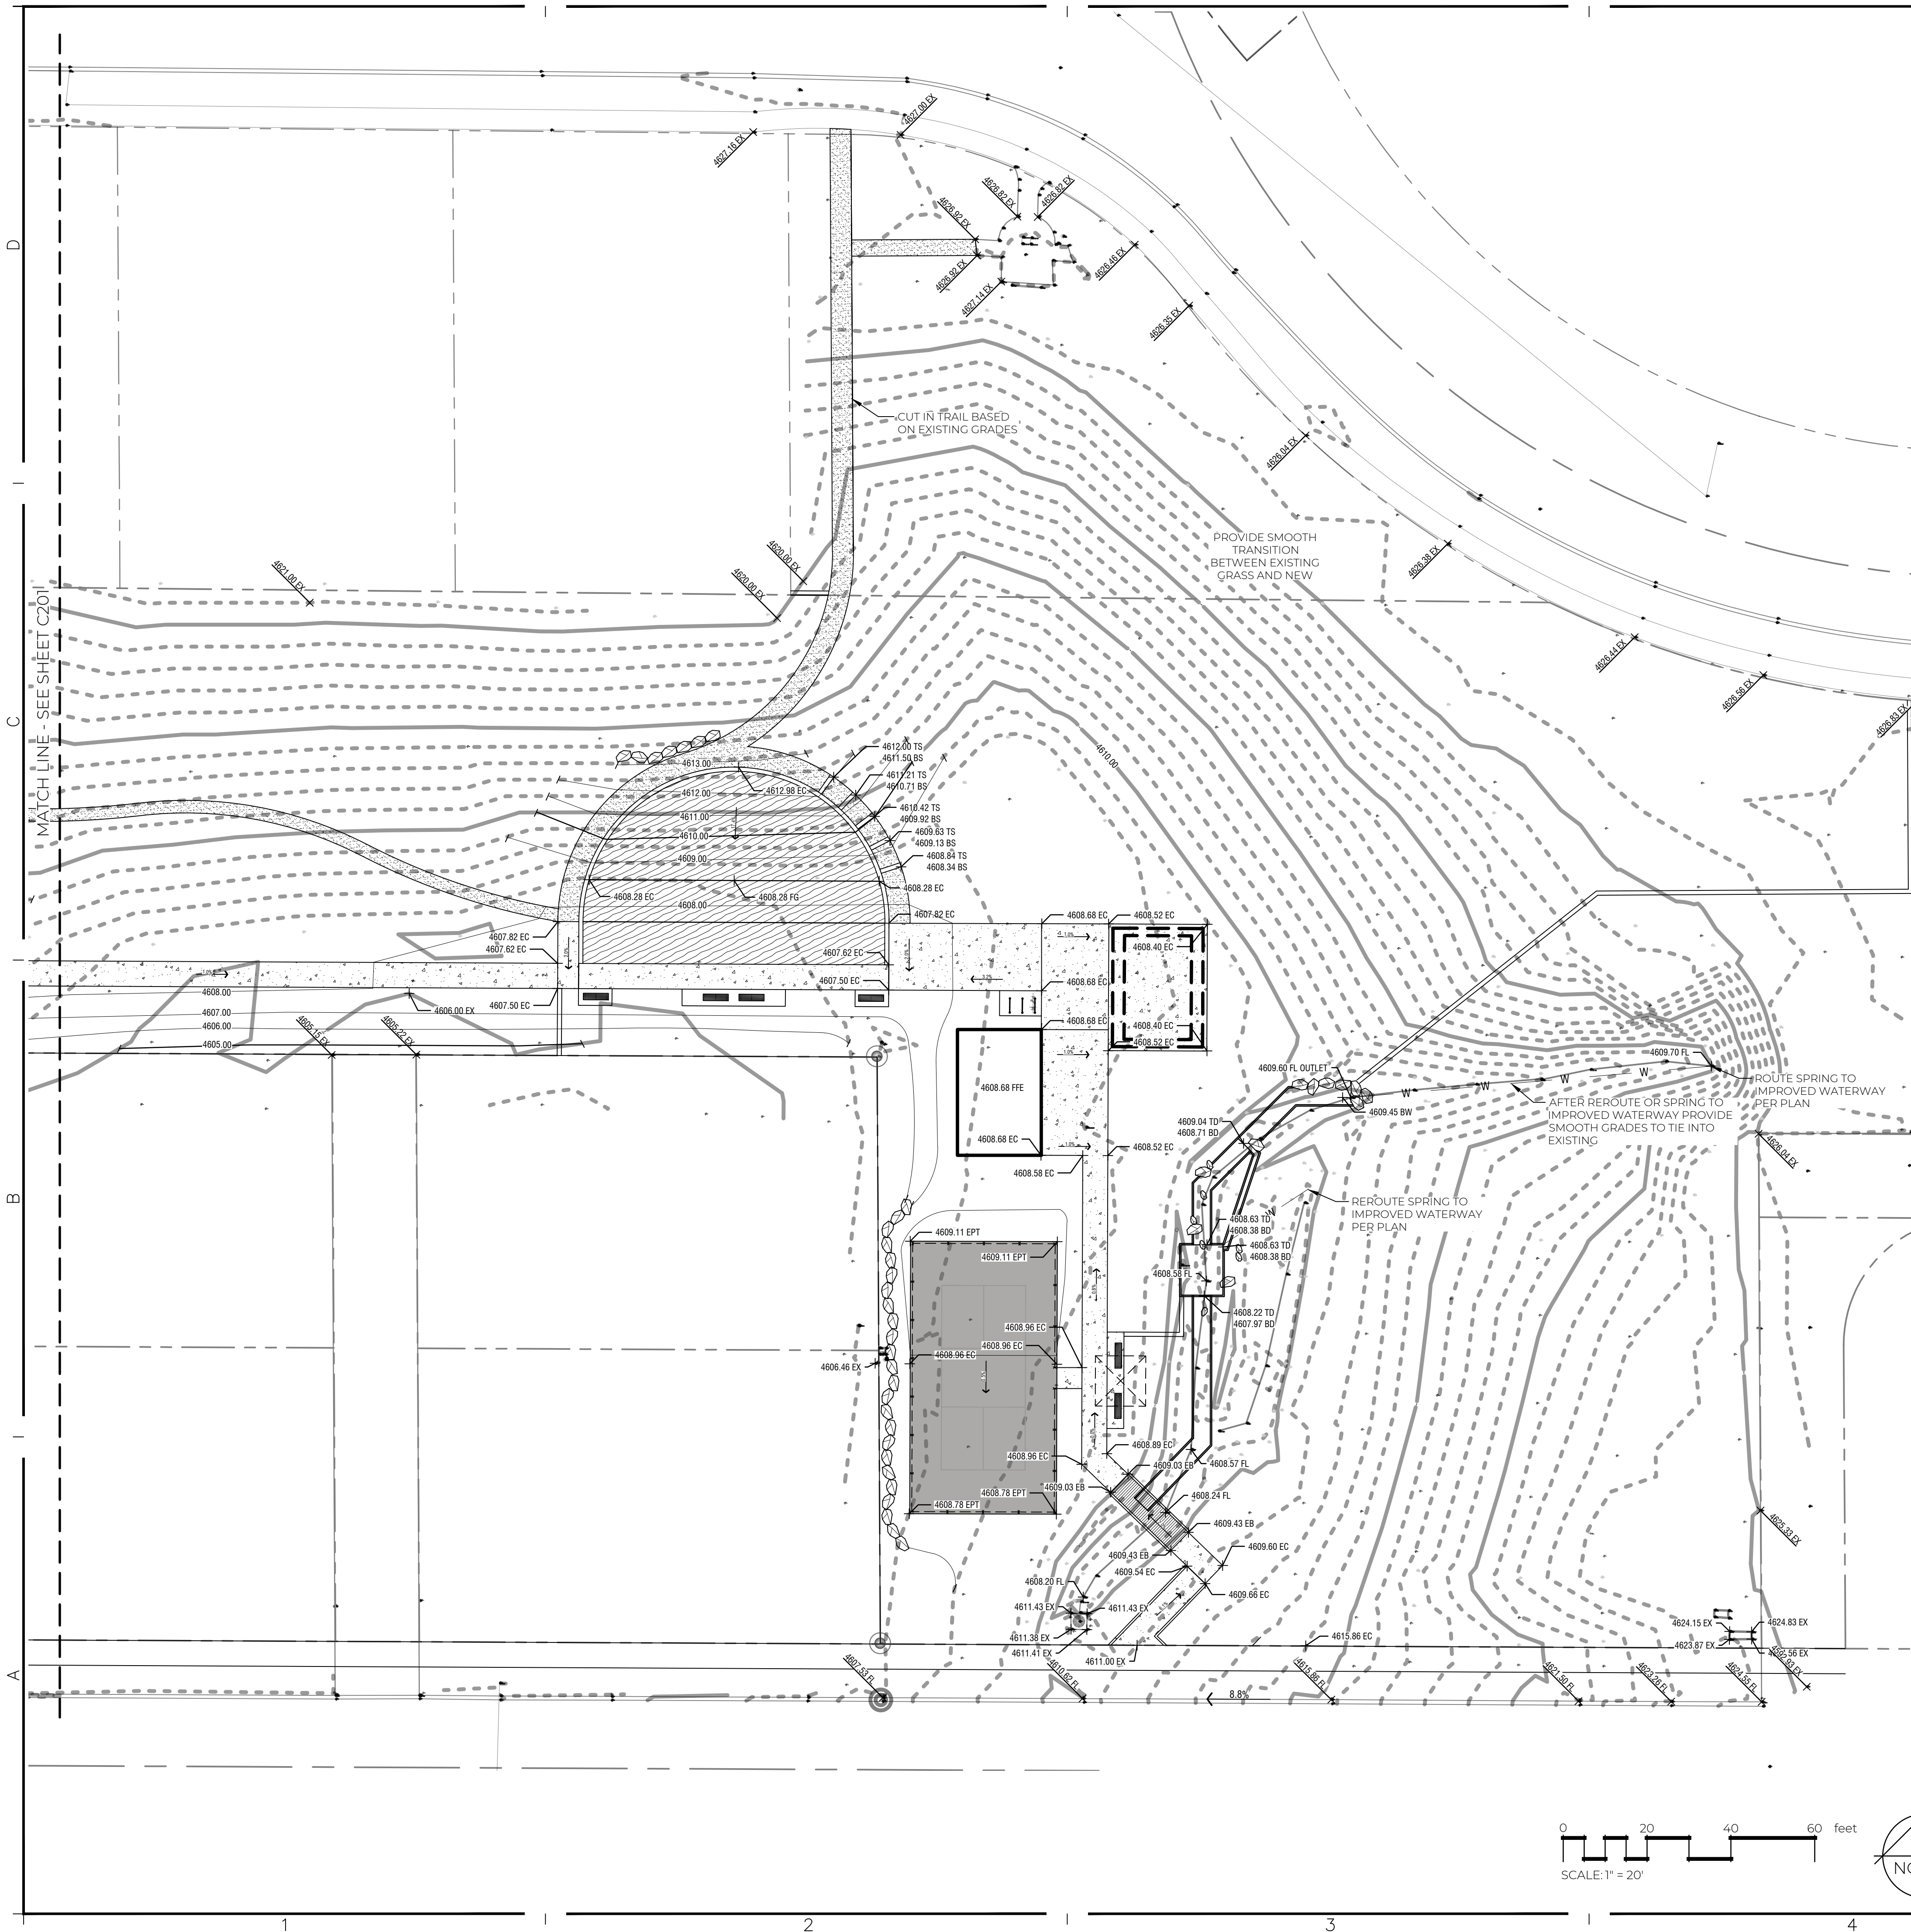 4627.00 EX
4627.16 EX
4626.82 EX
4626.82 EX
4626.92 EX
4626.92 EX
4627.14 EX
4626.46 EX
4626.35 EX
D
CUT IN TRAIL BASED
ON EXISTING GRADES
4626.04 EX
PROVIDE SMOOTH
TRANSITION
BETWEEN EXISTING
GRASS AND NEW
4626.38 EX
4621.00 EX
4620.00 EX
4620.00 EX
4626.44 EX
4626.56 EX
4626.83 EX
C
MATCH LINE - SEE SHEET C201
4610.00
4612.00 TS
4611.50 BS
4613.00
4611.21 TS
4610.71 BS
4612.98 EC
4612.00
4610.42 TS
4609.92 BS
4611.00
4610.00
4609.63 TS
4609.13 BS
4609.00
4608.84 TS
4608.34 BS
4608.28 EC
4608.28 EC
4608.28 FG
4608.00
4607.82 EC
4608.68 EC
4608.52 EC
4607.82 EC
4607.62 EC
4607.62 EC
4608.40 EC
1.0%
2.0%
2.0%
1.0%
3.2%
4607.50 EC
4608.68 EC
4608.00
4606.00 EX
4607.50 EC
4607.00
4606.00
4605.00
4605.15 EX
4605.22 EX
4608.68 EC
4608.40 EC
4608.52 EC
1.0%
4609.70 FL
4609.60 FL OUTLET
4608.68 FFE
W W W W
ROUTE SPRING TO
IMPROVED WATERWAY
PER PLAN
AFTER REROUTE OR SPRING TO
IMPROVED WATERWAY PROVIDE
SMOOTH GRADES TO TIE INTO
EXISTING
4609.45 BW
4609.04 TD
4608.71 BD
4608.68 EC
1.0%
4608.52 EC
4608.58 EC
4626.04 EX
B
REROUTE SPRING TO
IMPROVED WATERWAY
PER PLAN
W
4608.63 TD
4608.38 BD
4609.11 EPT
4609.11 EPT
4608.63 TD
4608.38 BD
4608.58 FL
4608.22 TD
4607.97 BD
4608.96 EC
4608.96 EC
4608.96 EC
4606.46 EX
4608.89 EC
4608.96 EC
4609.03 EB
4608.57 FL
4609.03 EB
4608.78 EPT
4608.78 EPT
4608.24 FL
4609.43 EB
4609.43 EB
4609.60 EC
4609.54 EC
4608.20 FL
4609.66 EC
4611.43 EX
4611.43 EX
4611.38 EX
4611.41 EX
4611.00 EX
4615.86 EC
4625.33 EX
4624.15 EX
4624.83 EX
4623.87 EX
A
4607.53 FL
4610.62 FL
4615.86 FL
8.8%
4621.50 FL
4623.26 FL
4624.55 FL
0 20 40 60 feet
SCALE: 1" = 20'
1 2 3 4